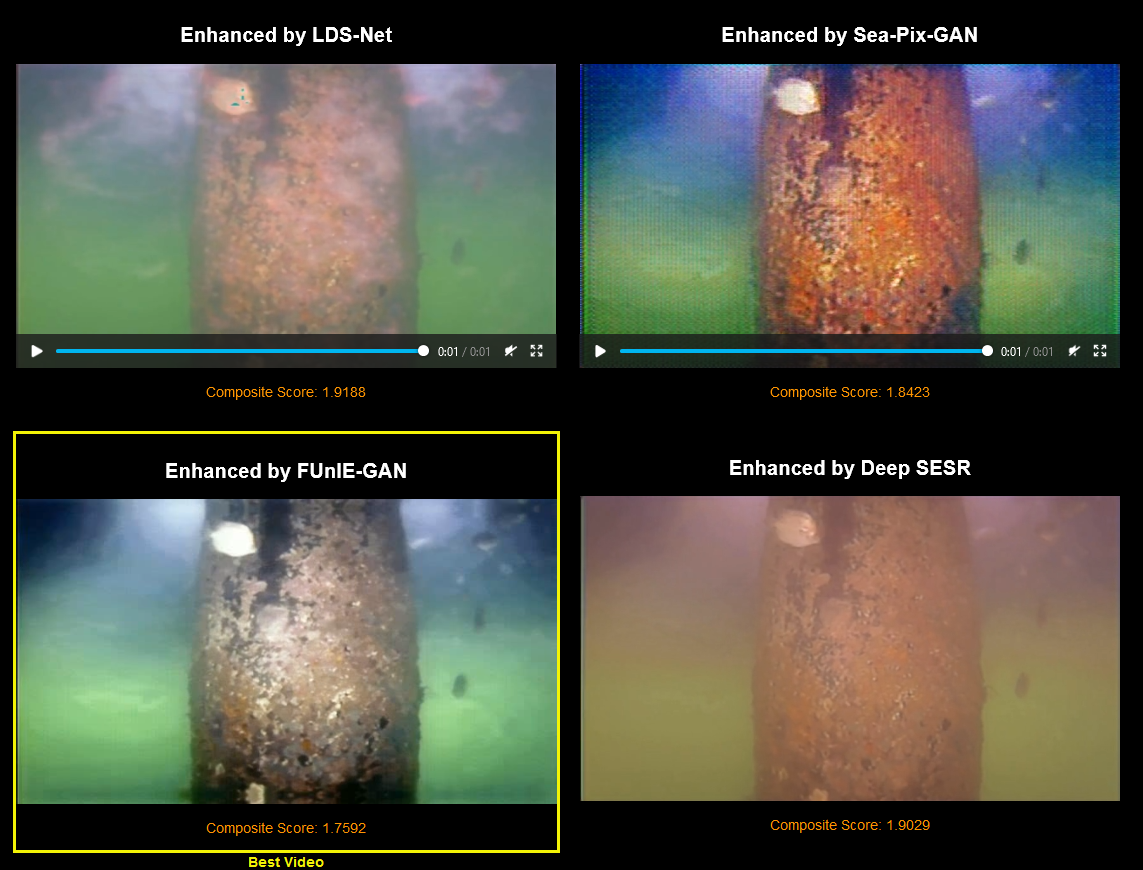 Enhanced by LDS-Net
Enhanced by Sea-Pix-GAN
0:01 / 0:01
0:01 / 0:01
Composite Score: 1.9188
Composite Score: 1.8423
Enhanced by FUnIE-GAN
Enhanced by Deep SESR
Composite Score: 1.7592
Composite Score: 1.9029
Best Video